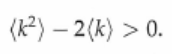 ⟨k²⟩ − 2⟨k⟩ > 0.